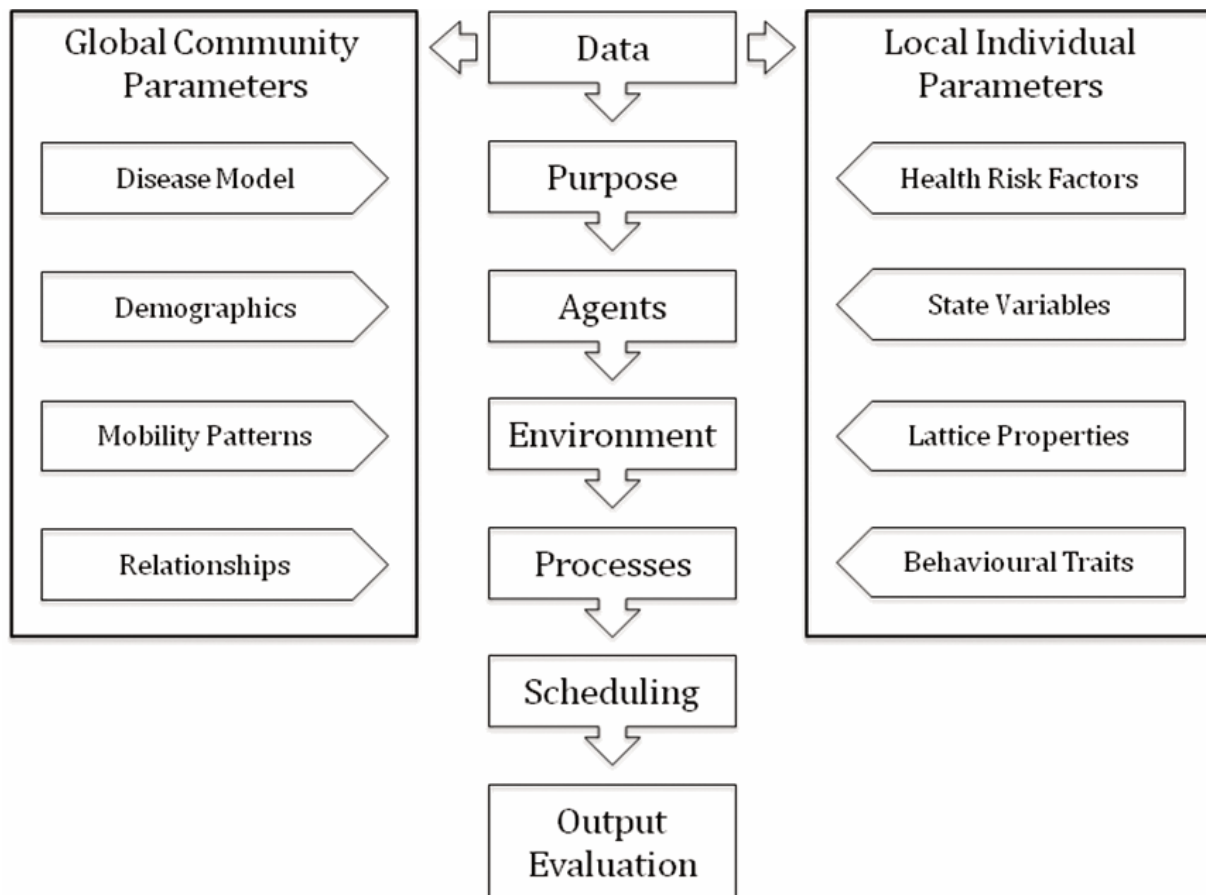 Global Community
Parameters
Disease Model
Demographics
Mobility Patterns
Relationships
Data
Purpose
Agents
Environment
Processes
Scheduling
Output
Evaluation
Local Individual
Parameters
Health Risk Factors
State Variables
Lattice Properties
Behavioural Traits